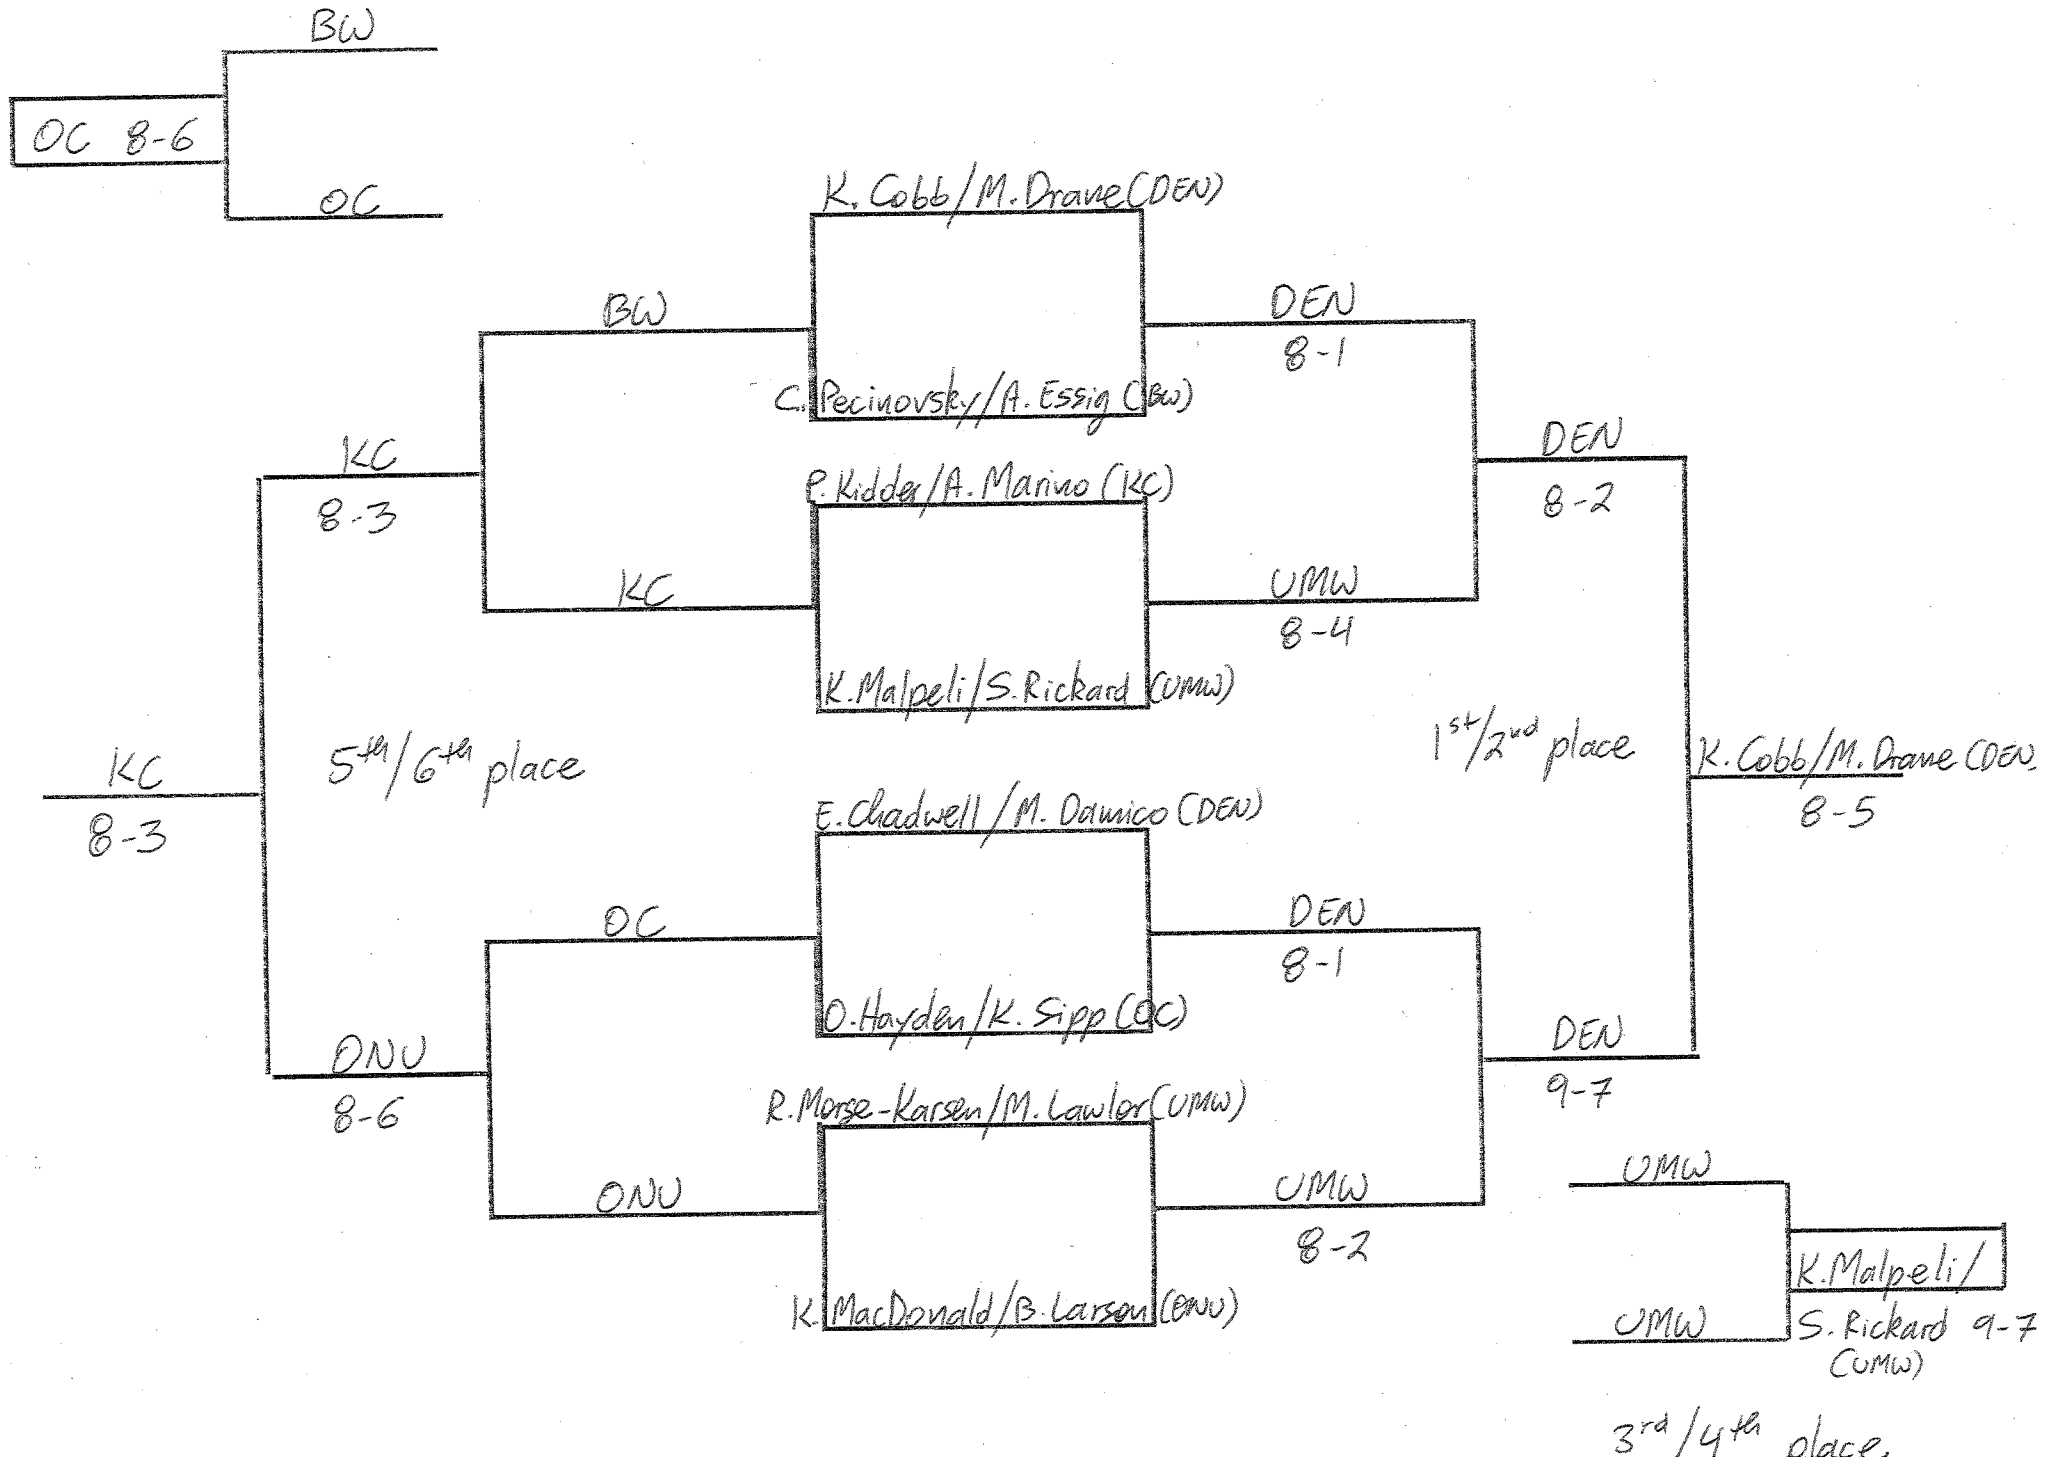 BW
OC 8-6
OC
K. Cobb/M. Drane (DEN)
BW
DEN
8-1
C. Pecinovsky/A. Essig (BW)
KC
8-3
DEN
8-2
P. Kidder/A. Marino (KC)
KC
UMW
8-4
K. Malpeli/S. Rickard (UMW)
5th/6th place
1st/2nd place
KC
8-3
K. Cobb/M. Drane (DEN
8-5
E. Chadwell/M. Damico (DEN)
OC
DEN
8-1
O. Hayden/K. Sipp (OC)
ONU
8-6
DEN
9-7
R. Morse-Karsen/M. Lawlor (UMW)
ONU
UMW
8-2
K. MacDonald/B. Larson (ONU)
UMW
UMW
K. Malpeli/
S. Rickard 9-7
(UMW)
3rd/4th place